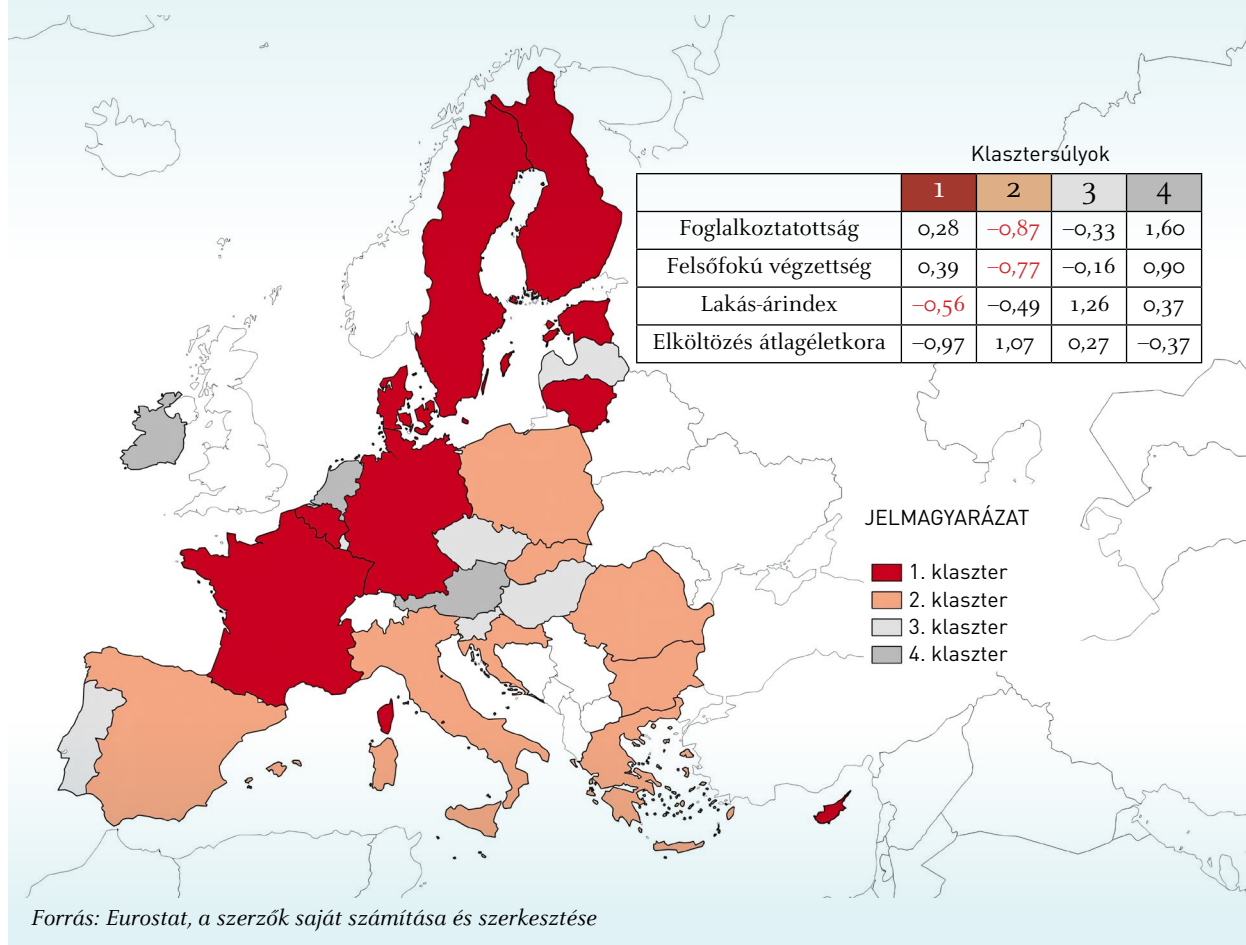 Klasztersúlyok
1 2 3 4
Foglalkoztatottság 0,28 –0,87 –0,33 1,60
Felsőfokú végzettség 0,39 –0,77 –0,16 0,90
Lakás-árindex –0,56 –0,49 1,26 0,37
Elköltözés átlagéletkora –0,97 1,07 0,27 –0,37
JELMAGYARÁZAT
1. klaszter
2. klaszter
3. klaszter
4. klaszter
Forrás: Eurostat, a szerzők saját számítása és szerkesztése